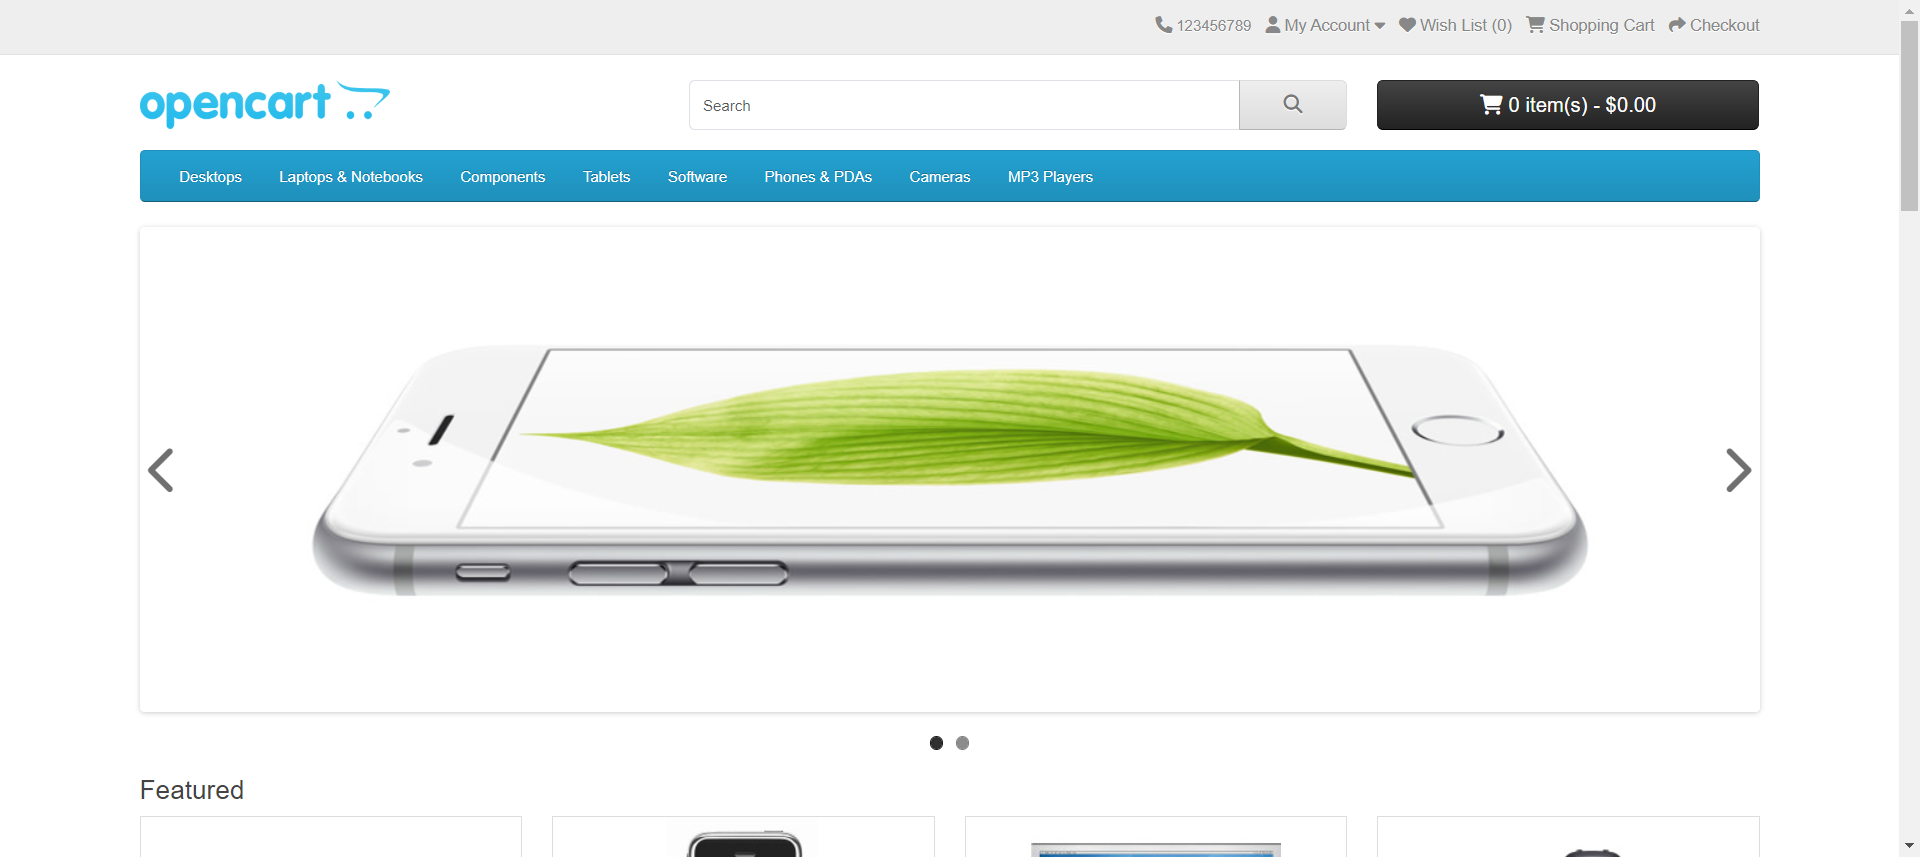 123456789 My Account Wish List (0) Shopping Cart Checkout
opencart
Search
0 item(s) - $0.00
Desktops Laptops & Notebooks Components Tablets Software Phones & PDAs Cameras MP3 Players
Featured